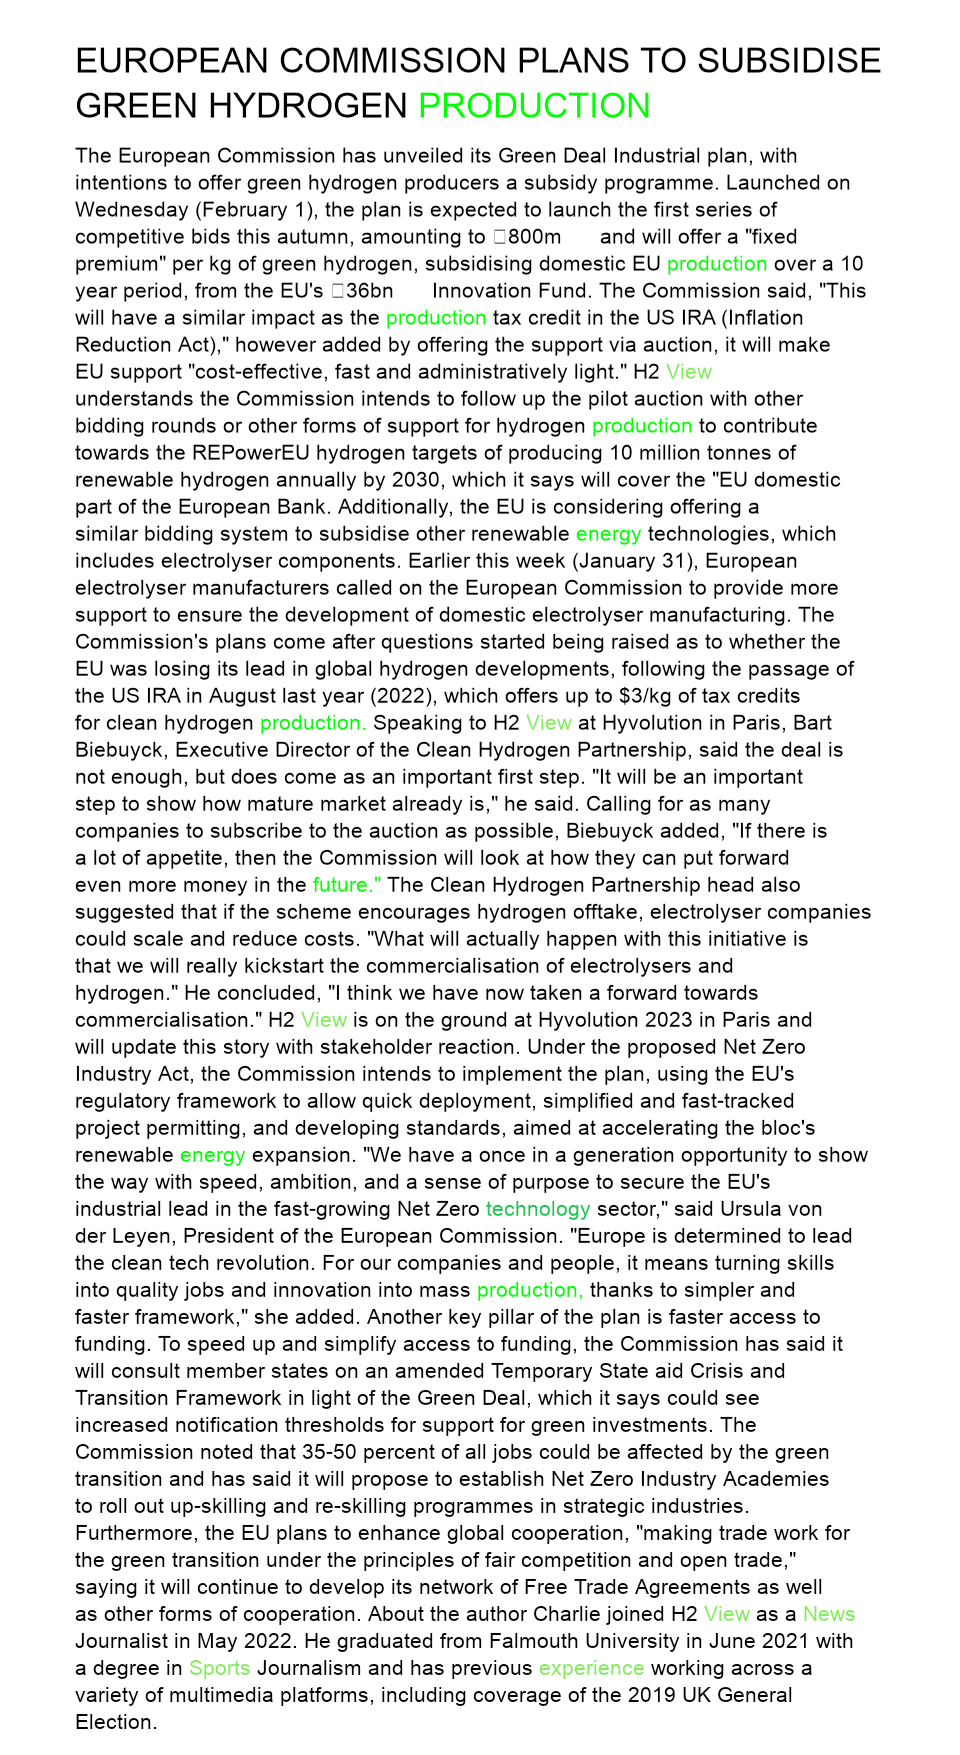 EUROPEAN COMMISSION PLANS TO SUBSIDISE
GREEN HYDROGEN PRODUCTION
The European Commission has unveiled its Green Deal Industrial plan, with
intentions to offer green hydrogen producers a subsidy programme. Launched on
Wednesday (February 1), the plan is expected to launch the first series of
competitive bids this autumn, amounting to □800m and will offer a "fixed
premium" per kg of green hydrogen, subsidising domestic EU production over a 10
year period, from the EU's □36bn Innovation Fund. The Commission said, "This
will have a similar impact as the production tax credit in the US IRA (Inflation
Reduction Act)," however added by offering the support via auction, it will make
EU support "cost-effective, fast and administratively light." H2 View
understands the Commission intends to follow up the pilot auction with other
bidding rounds or other forms of support for hydrogen production to contribute
towards the REPowerEU hydrogen targets of producing 10 million tonnes of
renewable hydrogen annually by 2030, which it says will cover the "EU domestic
part of the European Bank. Additionally, the EU is considering offering a
similar bidding system to subsidise other renewable energy technologies, which
includes electrolyser components. Earlier this week (January 31), European
electrolyser manufacturers called on the European Commission to provide more
support to ensure the development of domestic electrolyser manufacturing. The
Commission's plans come after questions started being raised as to whether the
EU was losing its lead in global hydrogen developments, following the passage of
the US IRA in August last year (2022), which offers up to $3/kg of tax credits
for clean hydrogen production. Speaking to H2 View at Hyvolution in Paris, Bart
Biebuyck, Executive Director of the Clean Hydrogen Partnership, said the deal is
not enough, but does come as an important first step. "It will be an important
step to show how mature market already is," he said. Calling for as many
companies to subscribe to the auction as possible, Biebuyck added, "If there is
a lot of appetite, then the Commission will look at how they can put forward
even more money in the future." The Clean Hydrogen Partnership head also
suggested that if the scheme encourages hydrogen offtake, electrolyser companies
could scale and reduce costs. "What will actually happen with this initiative is
that we will really kickstart the commercialisation of electrolysers and
hydrogen." He concluded, "I think we have now taken a forward towards
commercialisation." H2 View is on the ground at Hyvolution 2023 in Paris and
will update this story with stakeholder reaction. Under the proposed Net Zero
Industry Act, the Commission intends to implement the plan, using the EU's
regulatory framework to allow quick deployment, simplified and fast-tracked
project permitting, and developing standards, aimed at accelerating the bloc's
renewable energy expansion. "We have a once in a generation opportunity to show
the way with speed, ambition, and a sense of purpose to secure the EU's
industrial lead in the fast-growing Net Zero technology sector," said Ursula von
der Leyen, President of the European Commission. "Europe is determined to lead
the clean tech revolution. For our companies and people, it means turning skills
into quality jobs and innovation into mass production, thanks to simpler and
faster framework," she added. Another key pillar of the plan is faster access to
funding. To speed up and simplify access to funding, the Commission has said it
will consult member states on an amended Temporary State aid Crisis and
Transition Framework in light of the Green Deal, which it says could see
increased notification thresholds for support for green investments. The
Commission noted that 35-50 percent of all jobs could be affected by the green
transition and has said it will propose to establish Net Zero Industry Academies
to roll out up-skilling and re-skilling programmes in strategic industries.
Furthermore, the EU plans to enhance global cooperation, "making trade work for
the green transition under the principles of fair competition and open trade,"
saying it will continue to develop its network of Free Trade Agreements as well
as other forms of cooperation. About the author Charlie joined H2 View as a News
Journalist in May 2022. He graduated from Falmouth University in June 2021 with
a degree in Sports Journalism and has previous experience working across a
variety of multimedia platforms, including coverage of the 2019 UK General
Election.